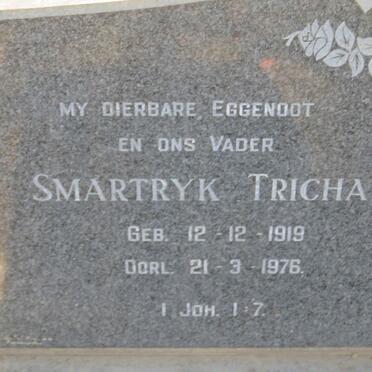 MY DIERBARE EGGENOOT
EN ONS VADER
SMARTRYK TRICHA
GEB. 12-12-1919
OORL. 21-3-1976.
1 JOH. 1:7.